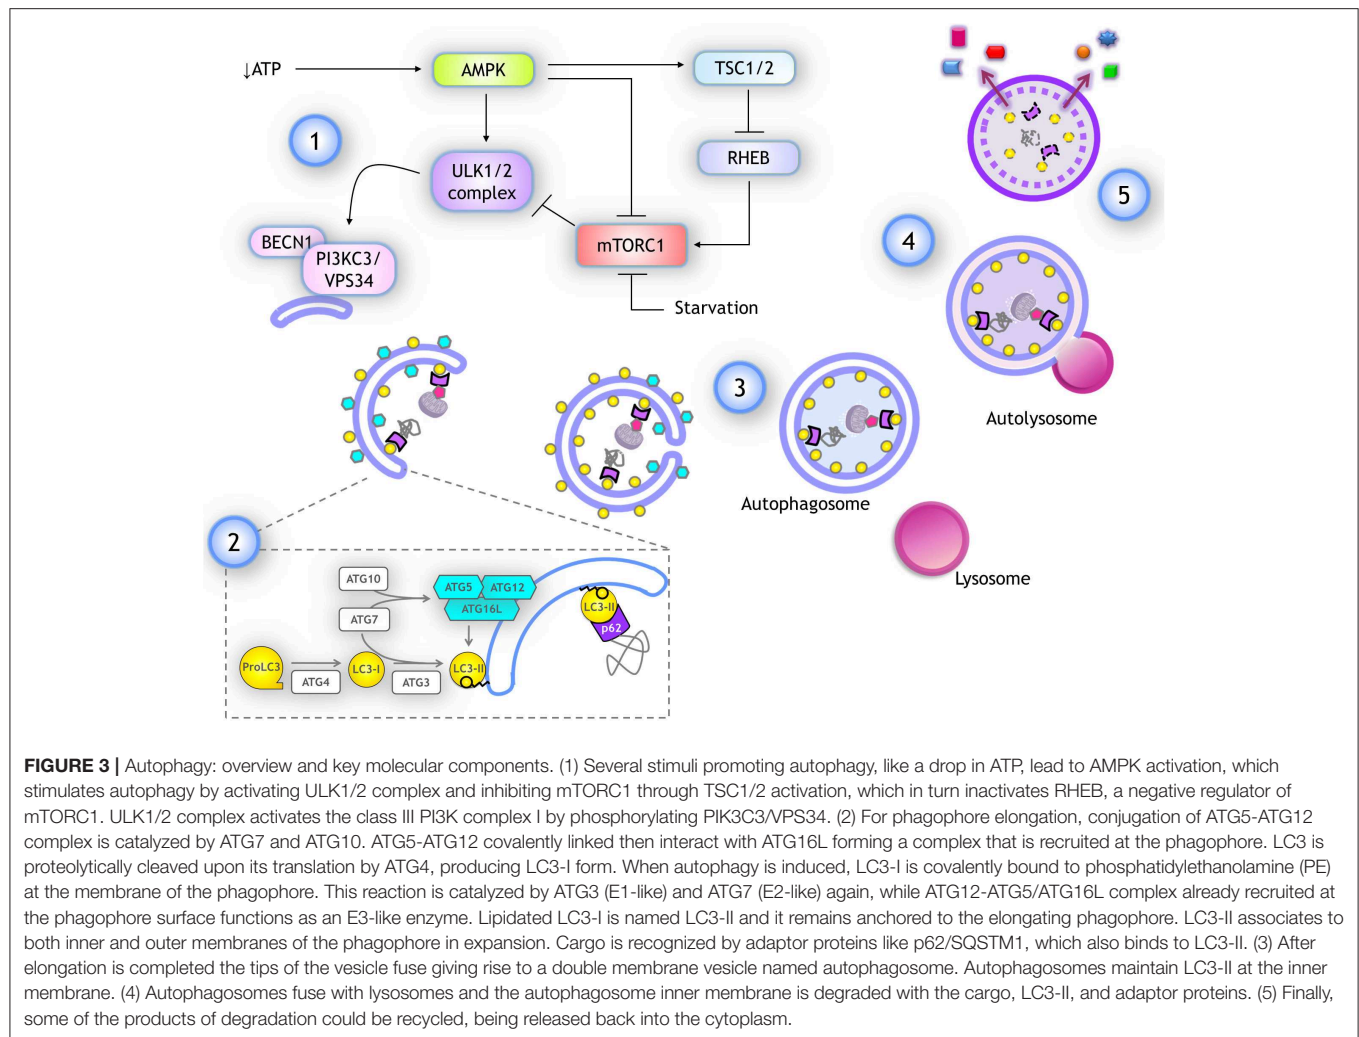 ↓ATP
AMPK
TSC1/2
1
ULK1/2
complex
RHEB
BECN1
PI3KC3/
VPS34
mTORC1
Starvation
5
4
3
Autolysosome
Autophagosome
Lysosome
2
ATG10
ATG5
ATG12
ATG16L
ATG7
ProLC3
LC3-I
LC3-II
ATG4
ATG3
LC3-II
p62
FIGURE 3 | Autophagy: overview and key molecular components. (1) Several stimuli promoting autophagy, like a drop in ATP, lead to AMPK activation, which
stimulates autophagy by activating ULK1/2 complex and inhibiting mTORC1 through TSC1/2 activation, which in turn inactivates RHEB, a negative regulator of
mTORC1. ULK1/2 complex activates the class III PI3K complex I by phosphorylating PIK3C3/VPS34. (2) For phagophore elongation, conjugation of ATG5-ATG12
complex is catalyzed by ATG7 and ATG10. ATG5-ATG12 covalently linked then interact with ATG16L forming a complex that is recruited at the phagophore. LC3 is
proteolytically cleaved upon its translation by ATG4, producing LC3-I form. When autophagy is induced, LC3-I is covalently bound to phosphatidylethanolamine (PE)
at the membrane of the phagophore. This reaction is catalyzed by ATG3 (E1-like) and ATG7 (E2-like) again, while ATG12-ATG5/ATG16L complex already recruited at
the phagophore surface functions as an E3-like enzyme. Lipidated LC3-I is named LC3-II and it remains anchored to the elongating phagophore. LC3-II associates to
both inner and outer membranes of the phagophore in expansion. Cargo is recognized by adaptor proteins like p62/SQSTM1, which also binds to LC3-II. (3) After
elongation is completed the tips of the vesicle fuse giving rise to a double membrane vesicle named autophagosome. Autophagosomes maintain LC3-II at the inner
membrane. (4) Autophagosomes fuse with lysosomes and the autophagosome inner membrane is degraded with the cargo, LC3-II, and adaptor proteins. (5) Finally,
some of the products of degradation could be recycled, being released back into the cytoplasm.